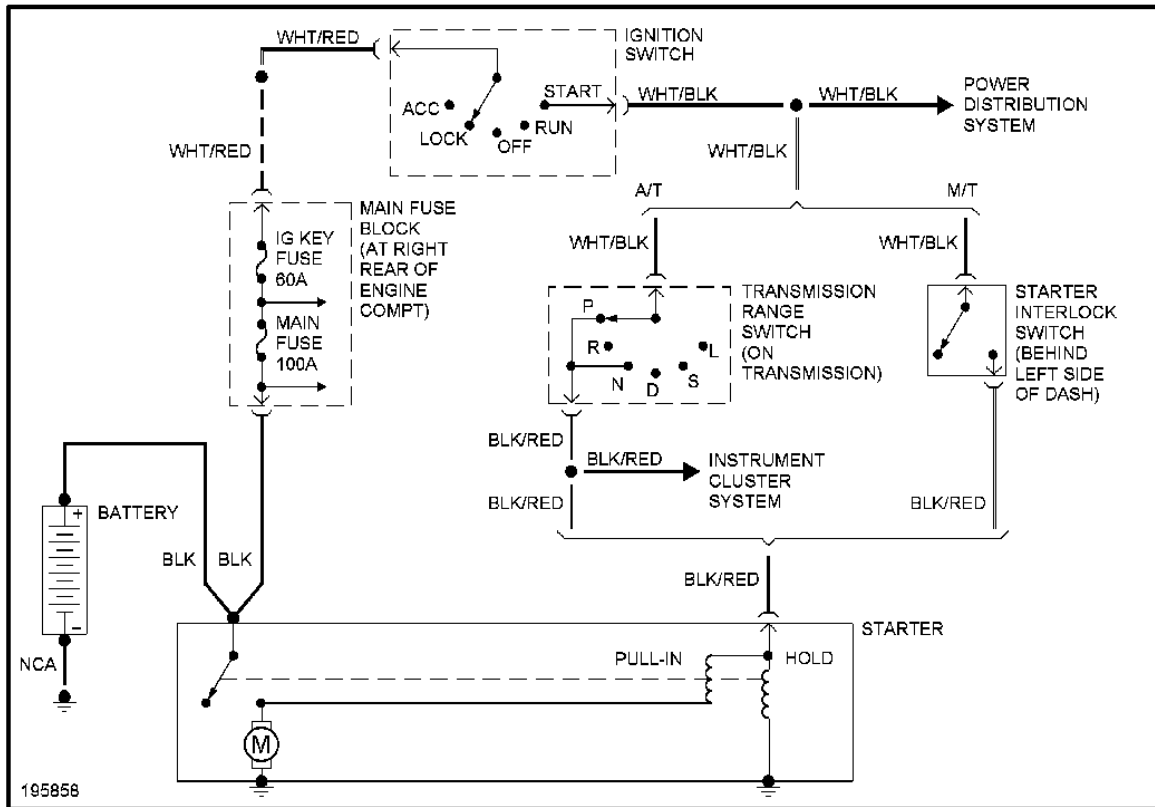 WHT/RED
IGNITION
SWITCH
ACC
LOCK
OFF
RUN
START
WHT/BLK
WHT/BLK
POWER
DISTRIBUTION
SYSTEM
WHT/RED
WHT/BLK
A/T
M/T
MAIN FUSE
BLOCK
(AT RIGHT
REAR OF
ENGINE
COMPT)
IG KEY
FUSE
60A
MAIN
FUSE
100A
WHT/BLK
WHT/BLK
P
R
N
D
S
L
TRANSMISSION
RANGE
SWITCH
(ON
TRANSMISSION)
STARTER
INTERLOCK
SWITCH
(BEHIND
LEFT SIDE
OF DASH)
BLK/RED
BLK/RED
INSTRUMENT
CLUSTER
SYSTEM
BLK/RED
BLK/RED
+
BATTERY
-
BLK
BLK
BLK/RED
NCA
STARTER
PULL-IN
HOLD
M
195858